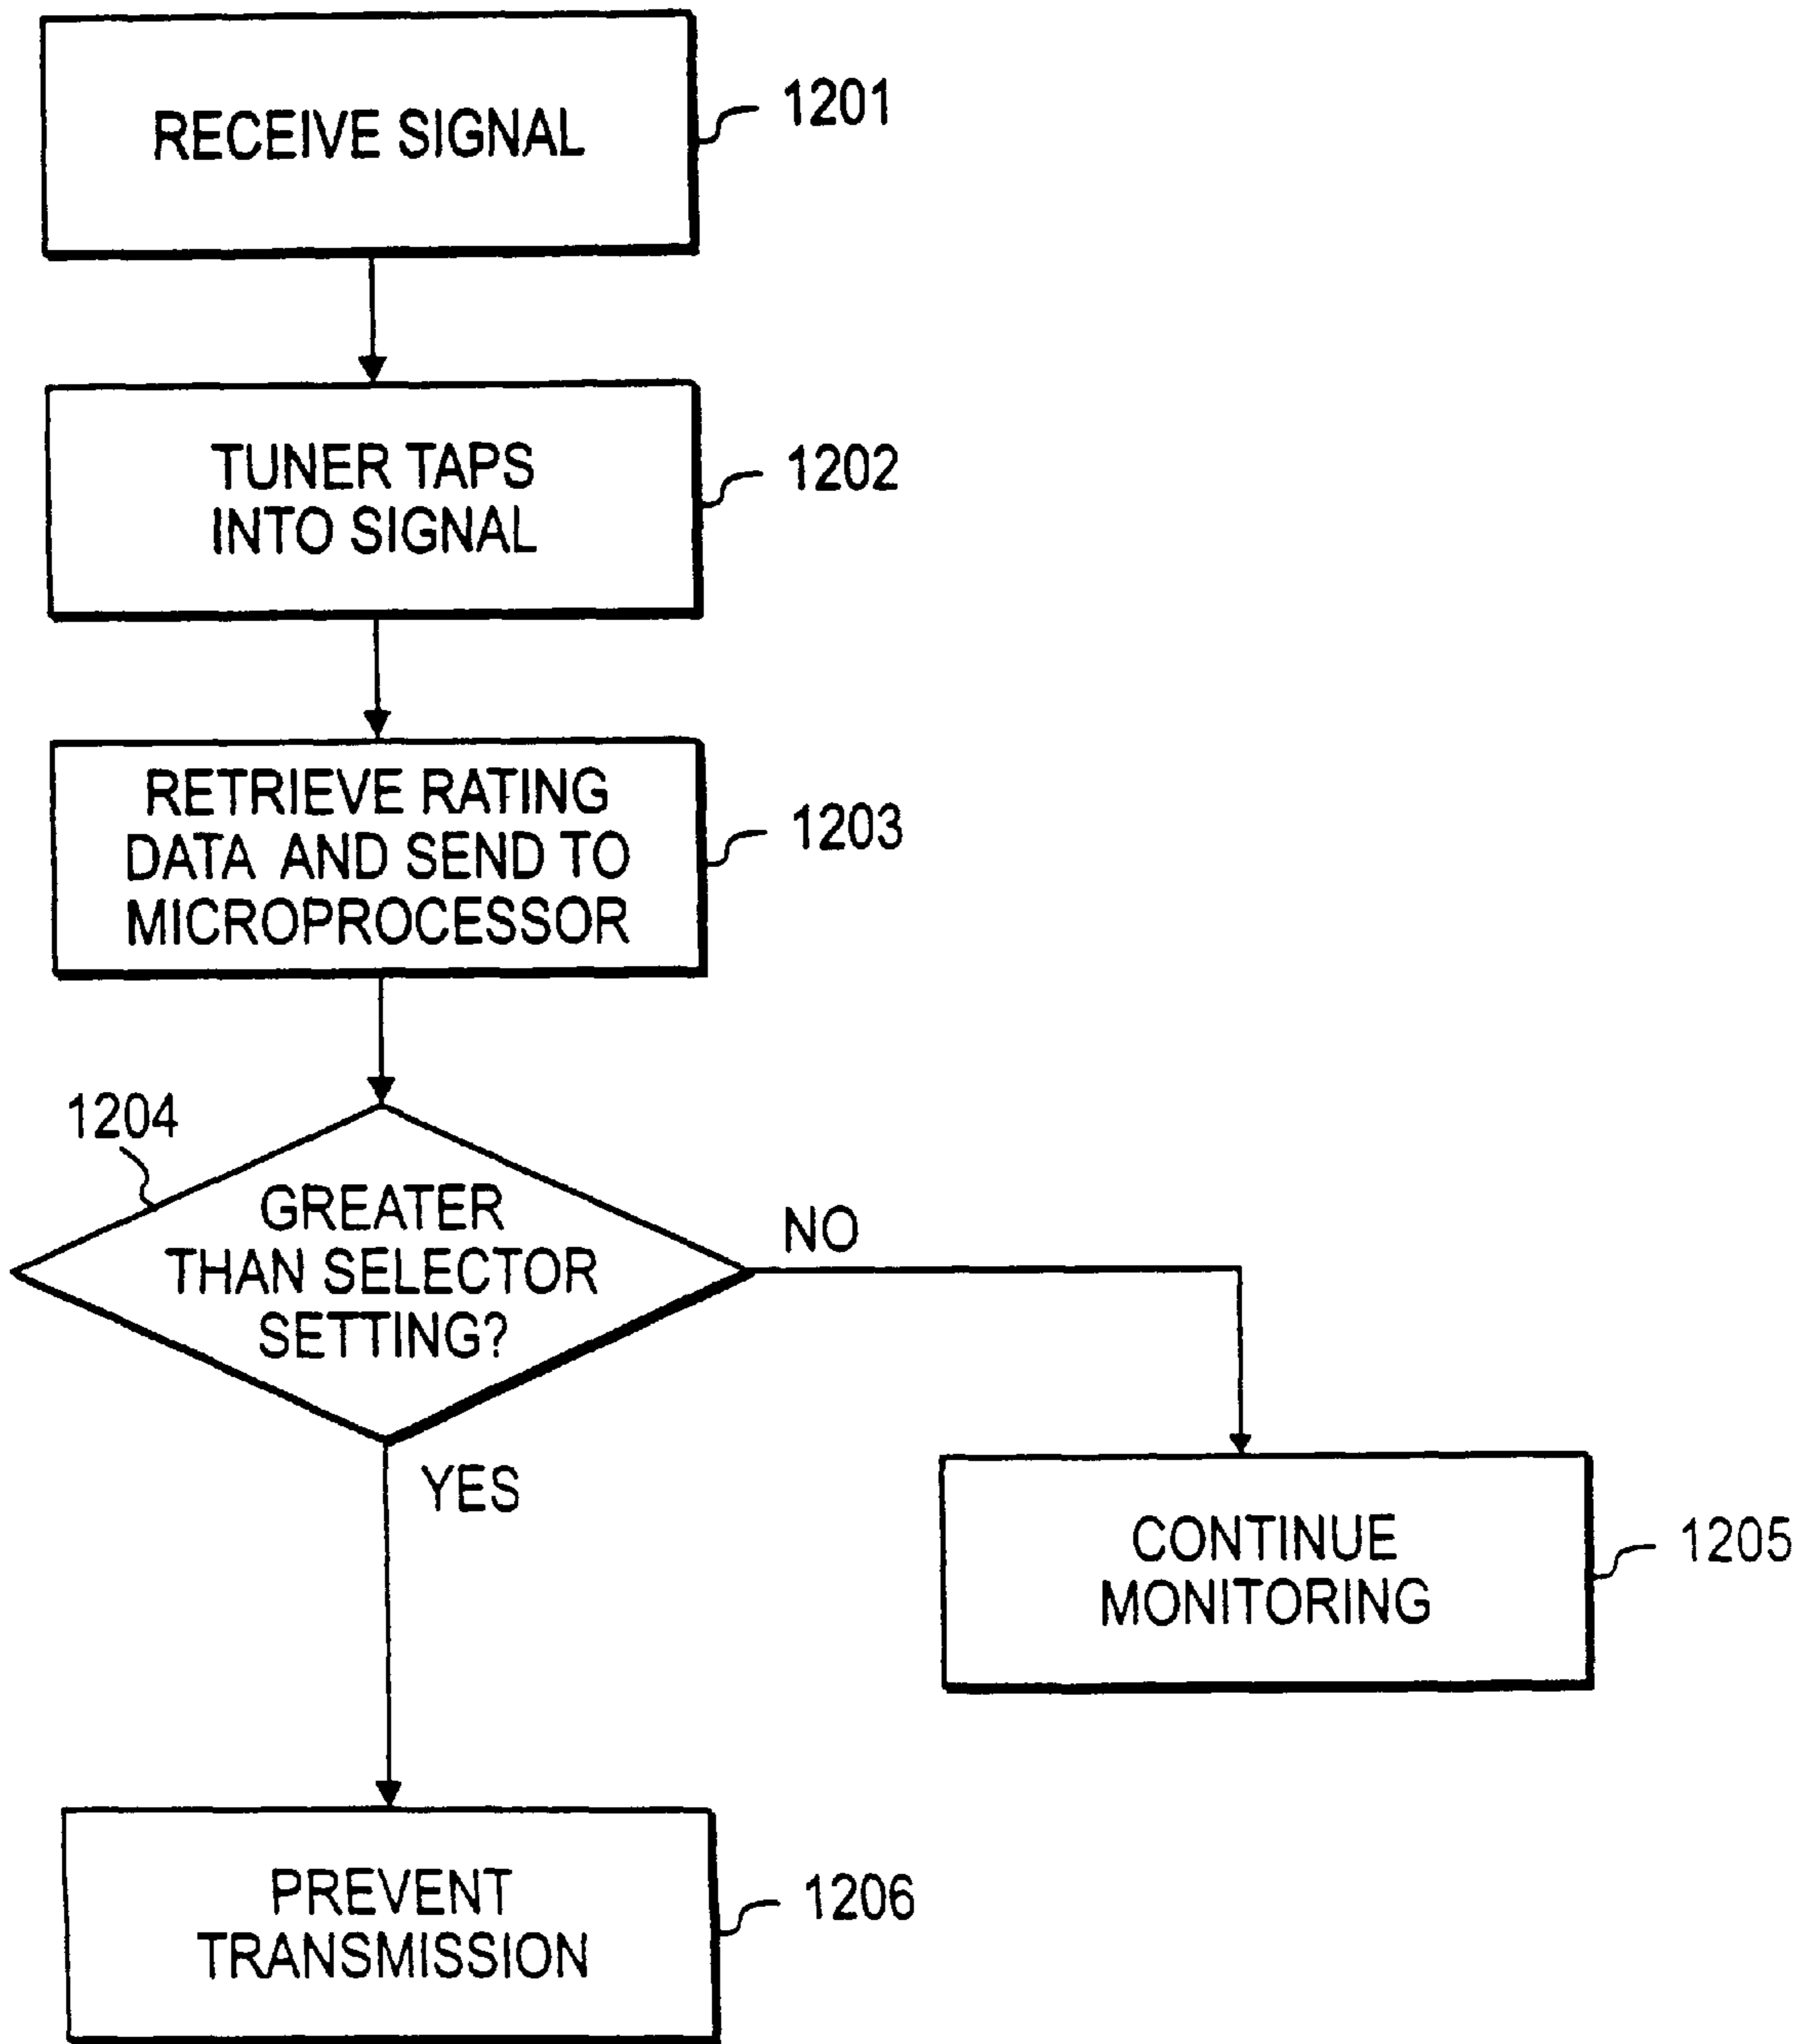 RECEIVE SIGNAL
1201
TUNER TAPS
INTO SIGNAL
1202
RETRIEVE RATING
DATA AND SEND TO
MICROPROCESSOR
1203
1204
GREATER
THAN SELECTOR
SETTING?
NO
YES
CONTINUE
MONITORING
1205
PREVENT
TRANSMISSION
1206